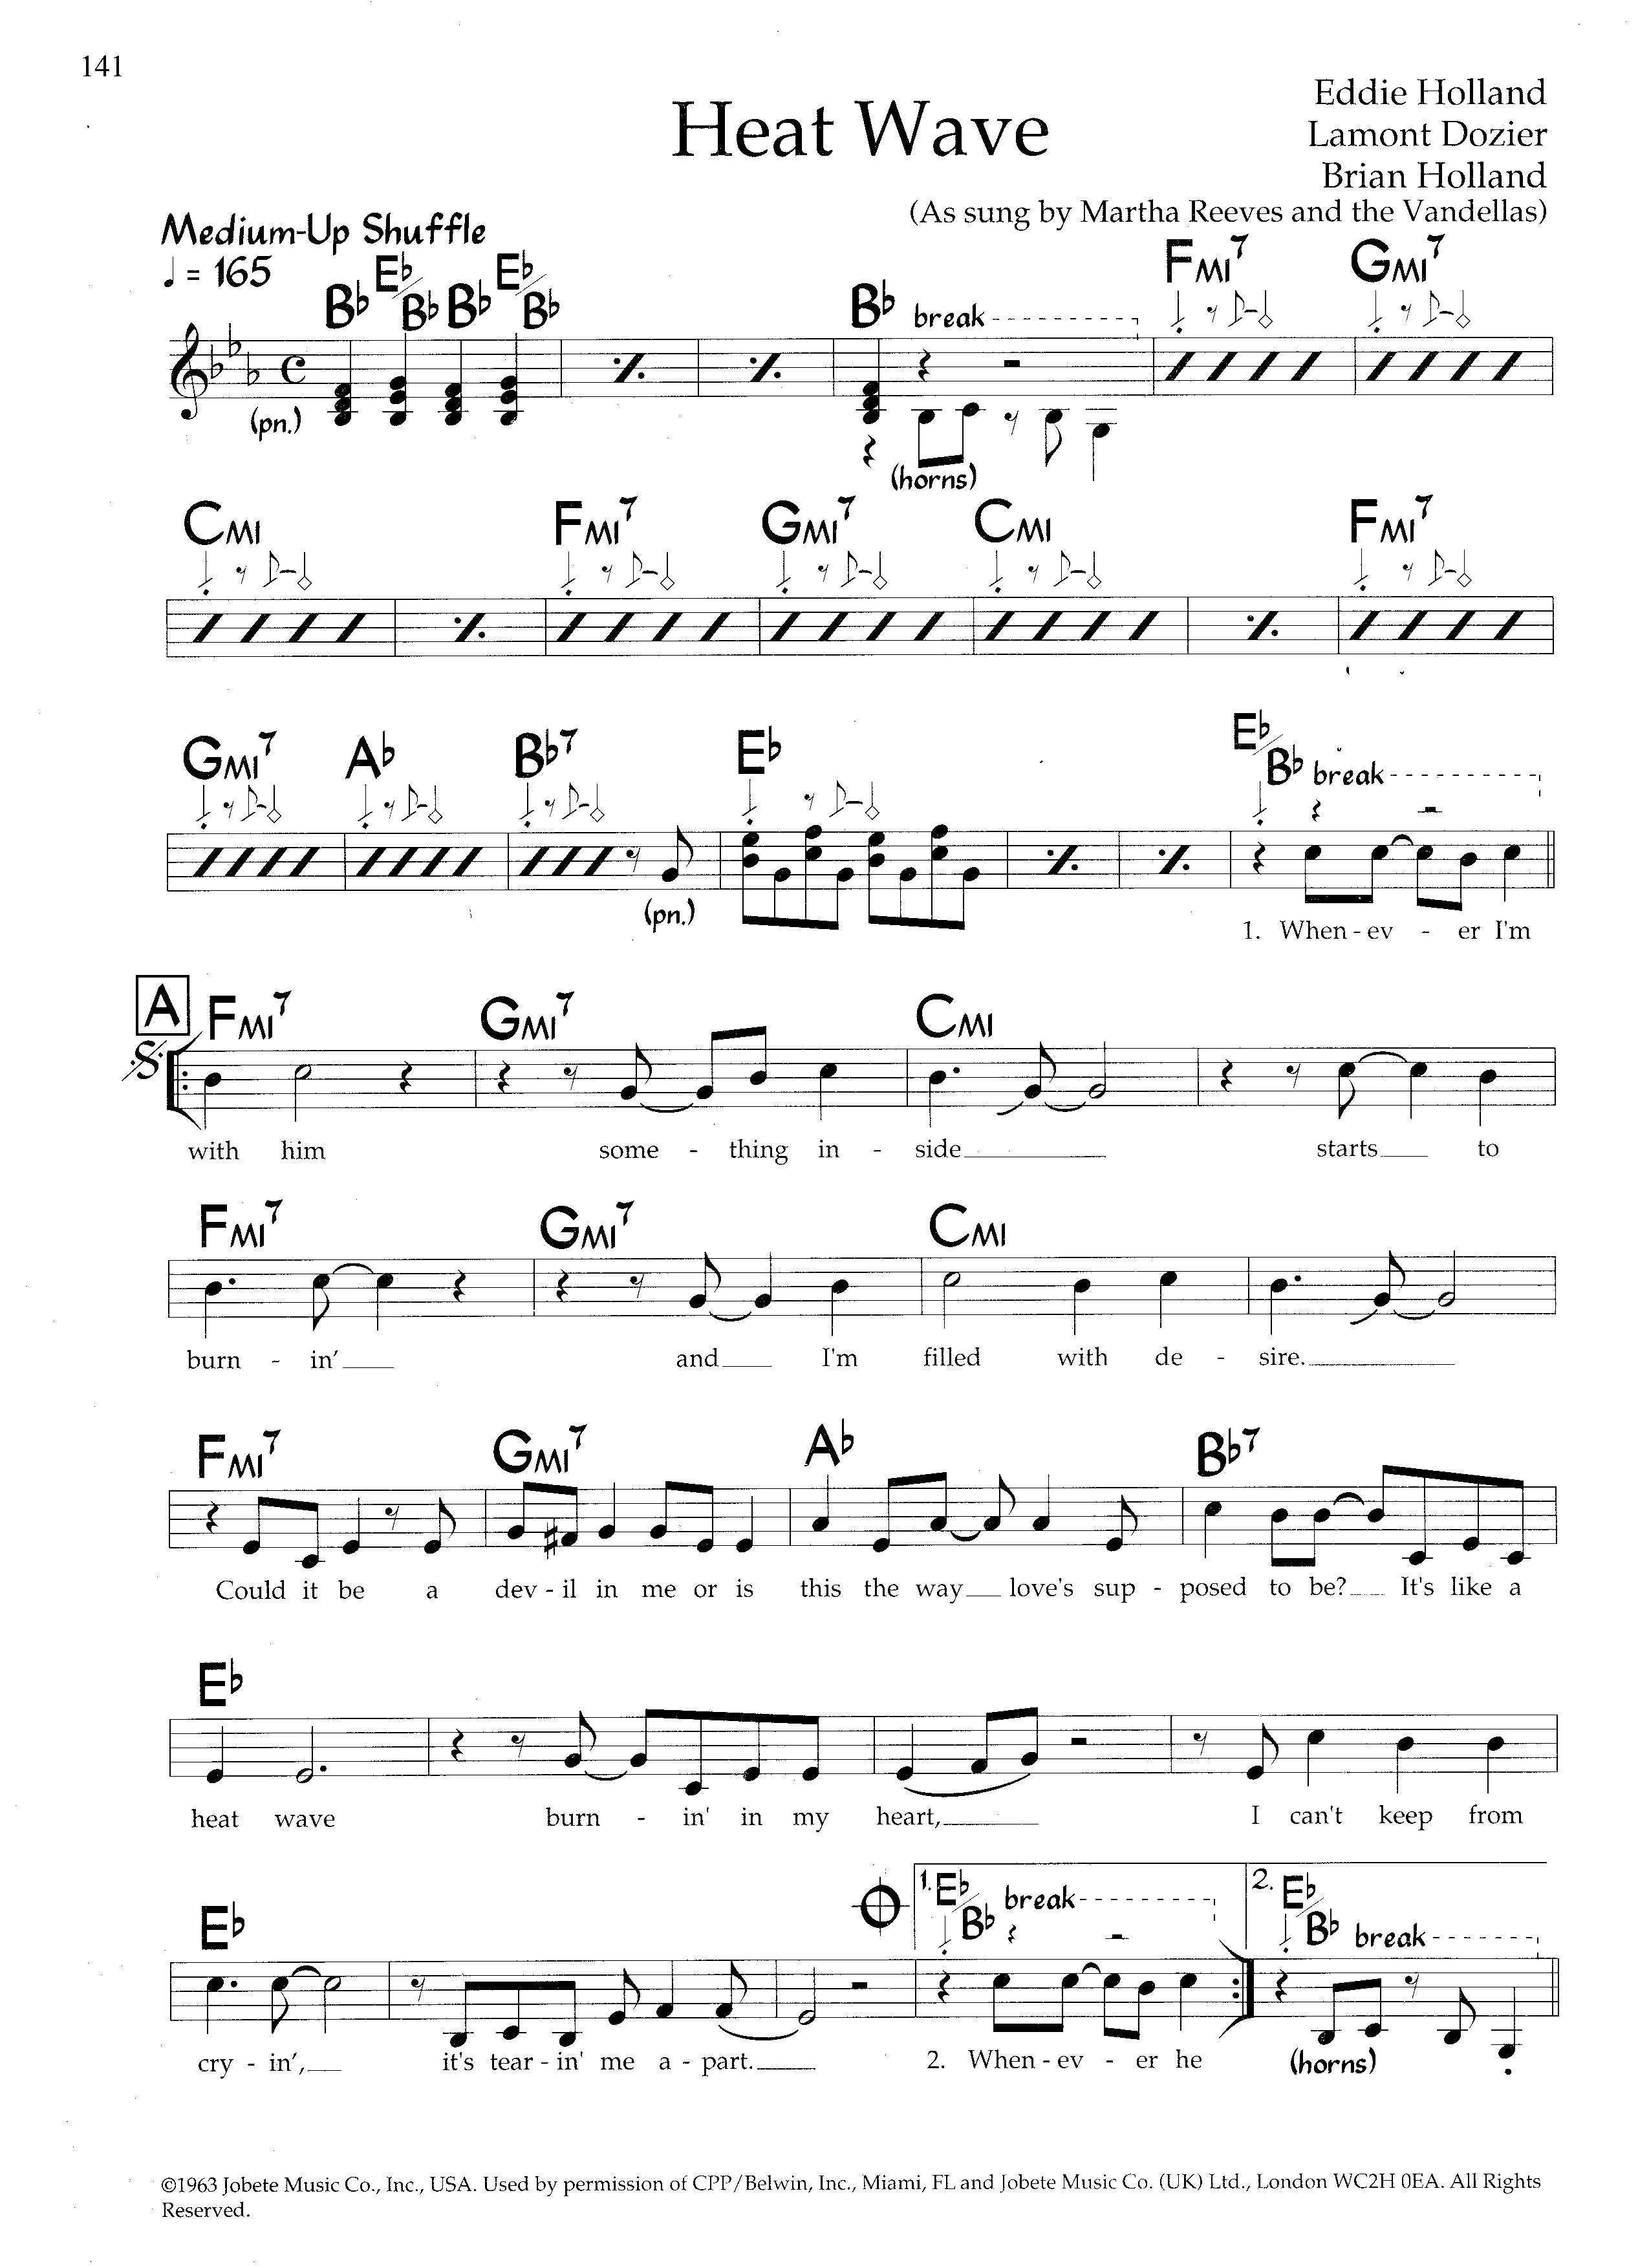 141
Heat Wave
Eddie Holland
Lamont Dozier
Brian Holland
(As sung by Martha Reeves and the Vandellas)
Medium-Up Shuffle
♩ = 165
B♭ E♭/B♭ B♭ E♭/B♭ B♭ break FMI7 GMI7
(pn.)
(horns)
CMI FMI7 GMI7 CMI FMI7
GMI7 A♭ B♭7 E♭ E♭/B♭ break
(pn.)
1. When - ev - er I'm
A FMI7 GMI7 CMI
with him some - thing in - side starts to
FMI7 GMI7 CMI
burn - in' and I'm filled with de - sire.
FMI7 GMI7 A♭ B♭7
Could it be a dev - il in me or is this the way love's sup - posed to be? It's like a
E♭
heat wave burn - in' in my heart, I can't keep from
E♭ 1. E♭/B♭ break 2. E♭/B♭ break
cry - in', it's tear - in' me a - part. 2. When - ev - er he (horns)
©1963 Jobete Music Co., Inc., USA. Used by permission of CPP/Belwin, Inc., Miami, FL and Jobete Music Co. (UK) Ltd., London WC2H 0EA. All Rights
Reserved.